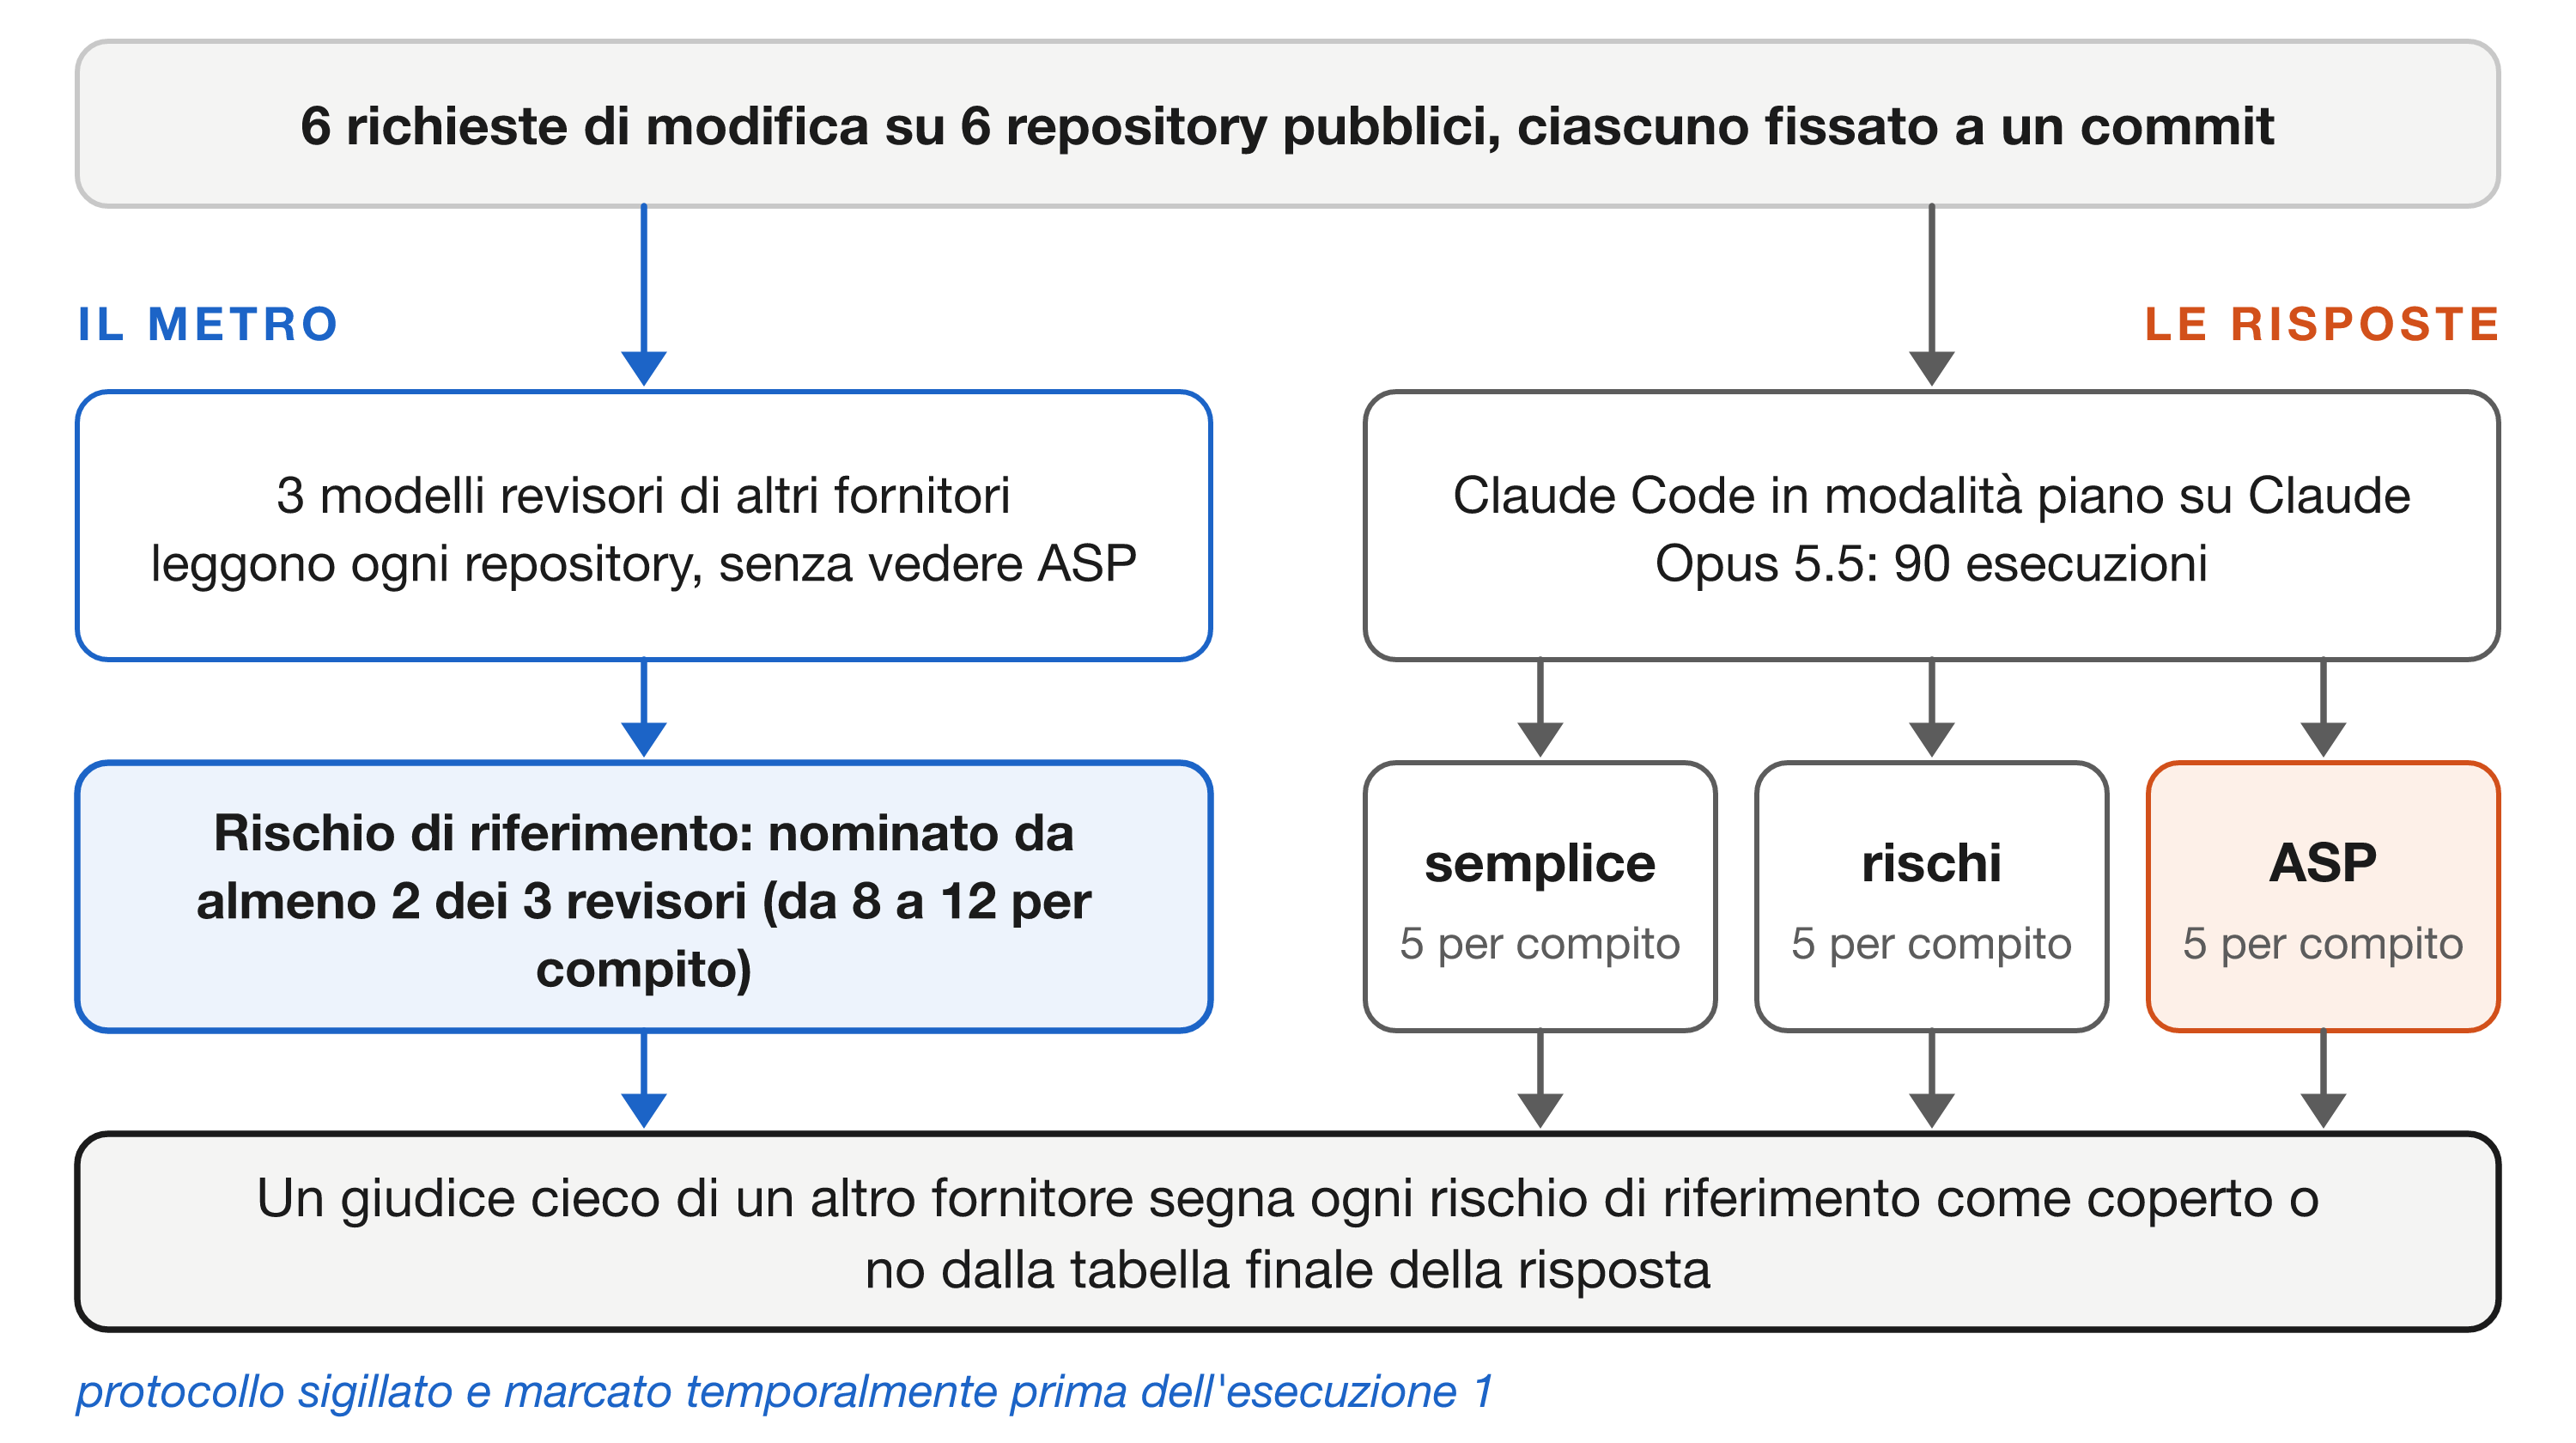 6 richieste di modifica su 6 repository pubblici, ciascuno fissato a un commit
IL METRO
LE RISPOSTE
3 modelli revisori di altri fornitori
leggono ogni repository, senza vedere ASP
Claude Code in modalità piano su Claude
Opus 5.5: 90 esecuzioni
Rischio di riferimento: nominato da
almeno 2 dei 3 revisori (da 8 a 12 per
compito)
semplice
5 per compito
rischi
5 per compito
ASP
5 per compito
Un giudice cieco di un altro fornitore segna ogni rischio di riferimento come coperto o
no dalla tabella finale della risposta
protocollo sigillato e marcato temporalmente prima dell'esecuzione 1